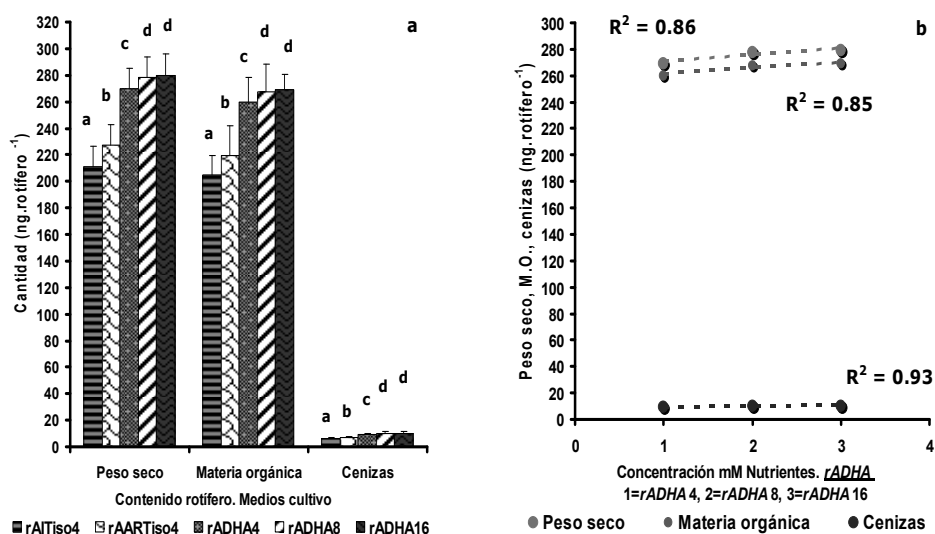 a
320
300
280
260
240
220
200
180
160
140
120
100
80
60
40
20
0
Cantidad (ng.rotífero -1)
a b c d d
a b c d d
a b c d d
Peso seco Materia orgánica Cenizas
Contenido rotífero. Medios cultivo
rAITiso4 rAARTiso4 rADHA4 rADHA8 rADHA16
b
300
280
260
240
220
200
180
160
140
120
100
80
60
40
20
0
Peso seco, M.O., cenizas (ng.rotífero-1)
R2 = 0.86
R2 = 0.85
R2 = 0.93
0 1 2 3 4
Concentración mM Nutrientes. rADHA
1=rADHA 4, 2=rADHA 8, 3=rADHA 16
Peso seco Materia orgánica Cenizas